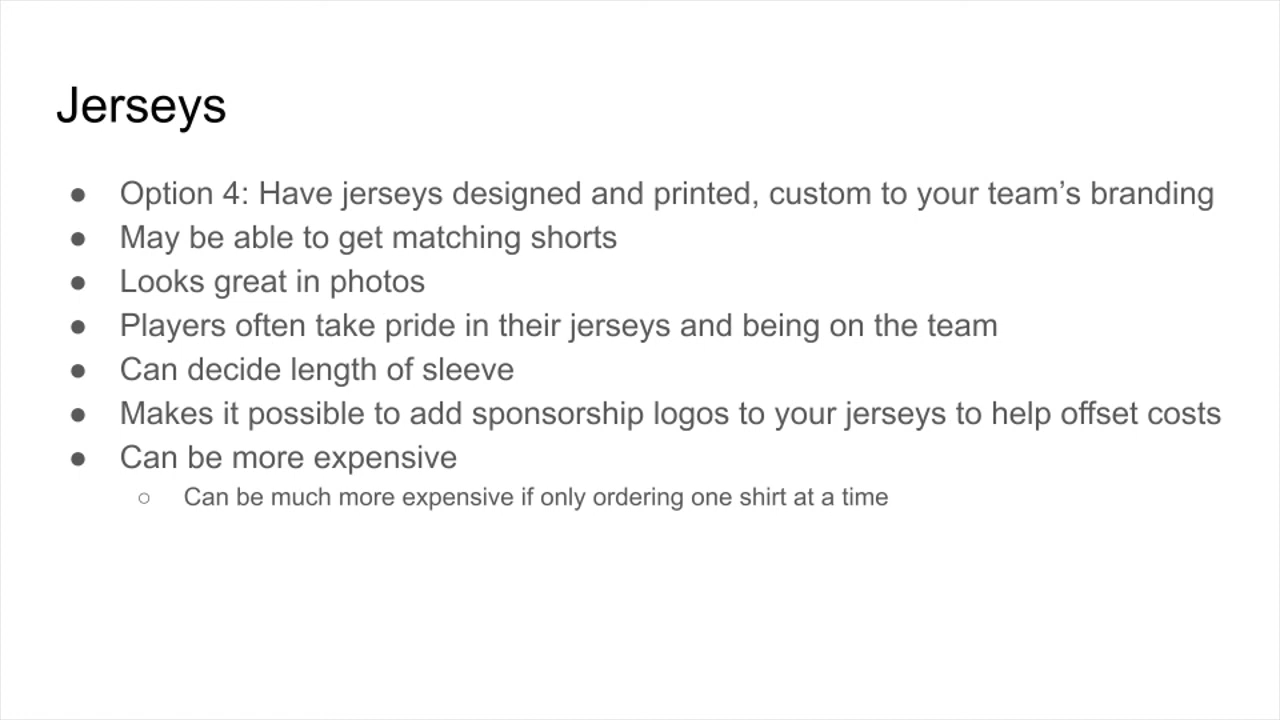 Jerseys
● Option 4: Have jerseys designed and printed, custom to your team’s branding
● May be able to get matching shorts
● Looks great in photos
● Players often take pride in their jerseys and being on the team
● Can decide length of sleeve
● Makes it possible to add sponsorship logos to your jerseys to help offset costs
● Can be more expensive
○ Can be much more expensive if only ordering one shirt at a time